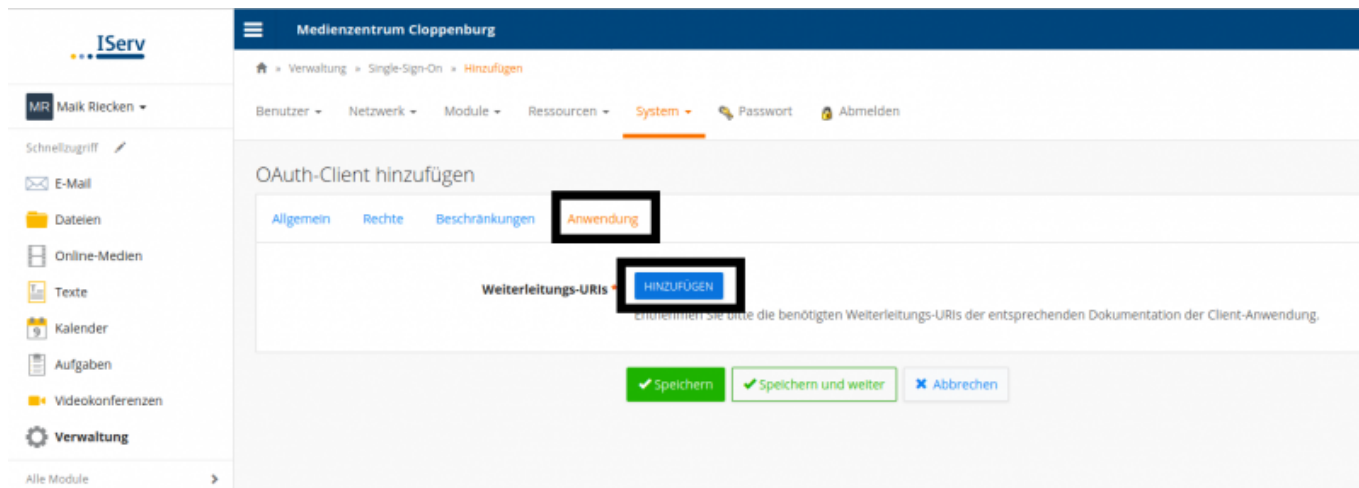 IServ
Medienzentrum Cloppenburg
» Verwaltung » Single-Sign-On » Hinzufügen
MR Maik Riecken
Benutzer Netzwerk Module Ressourcen System Passwort Abmelden
Schnellzugriff
E-Mail
Dateien
Online-Medien
Texte
Kalender
Aufgaben
Videokonferenzen
Verwaltung
Alle Module
OAuth-Client hinzufügen
Allgemein Rechte Beschränkungen Anwendung
Weiterleitungs-URIs * HINZUFÜGEN
Entnehmen Sie bitte die benötigten Weiterleitungs-URIs der entsprechenden Dokumentation der Client-Anwendung.
Speichern Speichern und weiter Abbrechen